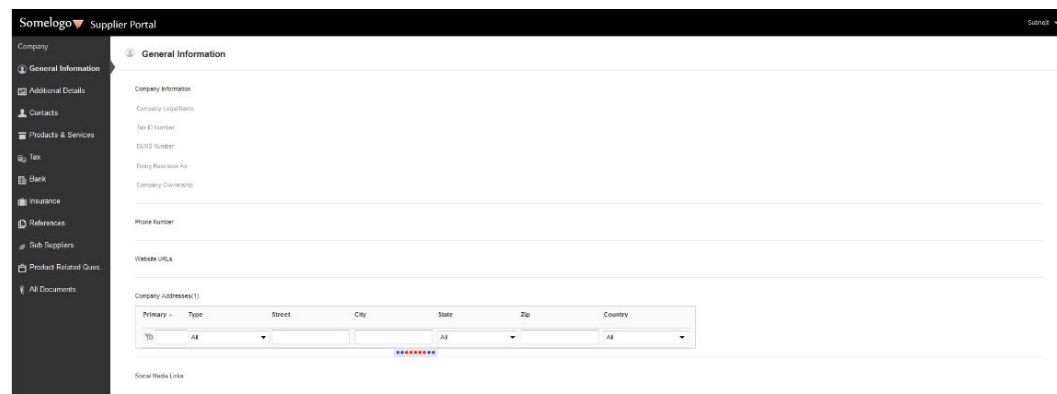 Somelogo Supplier Portal
Sutnajt
Company
General Information
Additional Details
Contacts
Products & Services
Tax
Bank
Insurance
References
Sub Suppliers
Product Related Ques...
All Documents
General Information
Company Information
Company Legal Name
Tax ID Number
DUNS Number
Doing Business As
Company Ownership
Phone Number
Website URLs
Company Addresses(1)
Primary Type Street City State Zip Country
All All All
Social Media Links